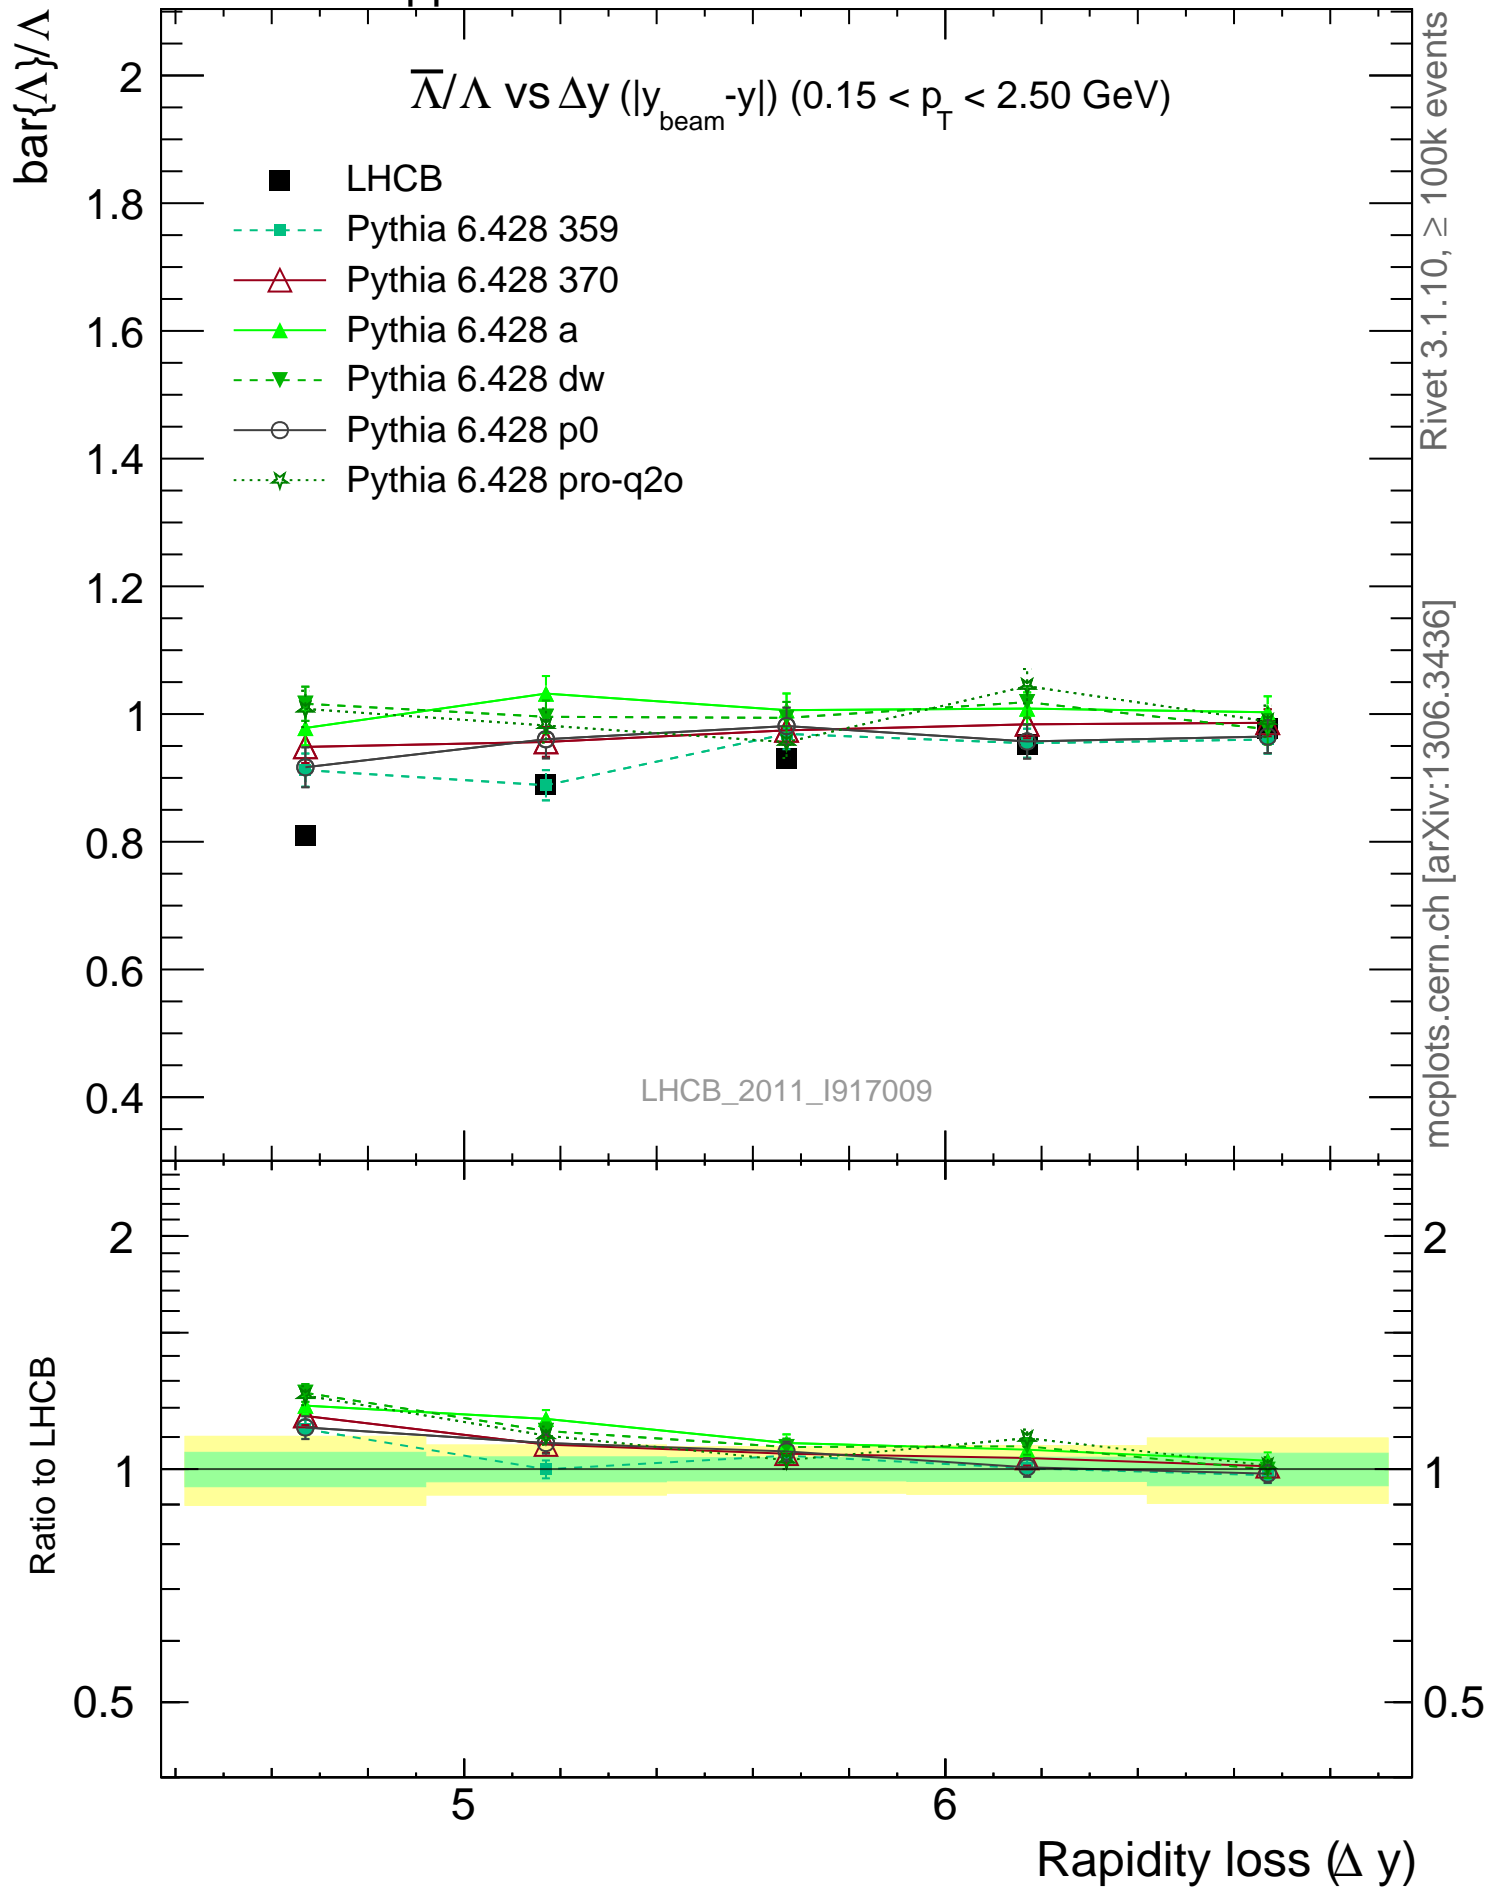 bar{Λ}/Λ
Λ̅/Λ vs Δy (|y_beam-y|) (0.15 < p_T < 2.50 GeV)
LHCB
Pythia 6.428 359
Pythia 6.428 370
Pythia 6.428 a
Pythia 6.428 dw
Pythia 6.428 p0
Pythia 6.428 pro-q2o
2
1.8
1.6
1.4
1.2
1
0.8
0.6
0.4
LHCB_2011_I917009
Rivet 3.1.10, ≥ 100k events
mcplots.cern.ch [arXiv:1306.3436]
Ratio to LHCB
2 2
1 1
0.5 0.5
5 6
Rapidity loss (Δ y)